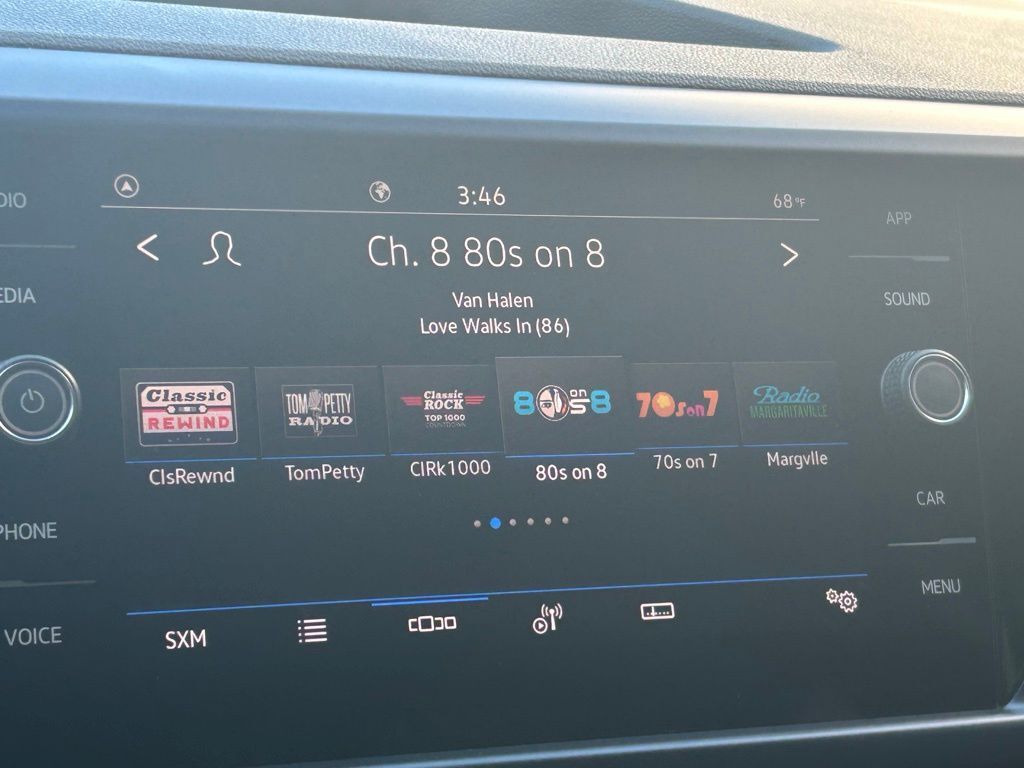 3:46
68°F
Ch. 8 80s on 8
Van Halen
Love Walks In (86)
DIO
EDIA
PHONE
VOICE
APP
SOUND
CAR
MENU
Classic
REWIND
TOM PETTY
RADIO
Classic
ROCK
TOP 1000
COUNTDOWN
80s on 8
70s on 7
Radio
MARGARITAVILLE
ClsRewnd
TomPetty
ClRk1000
80s on 8
70s on 7
Margvlle
SXM